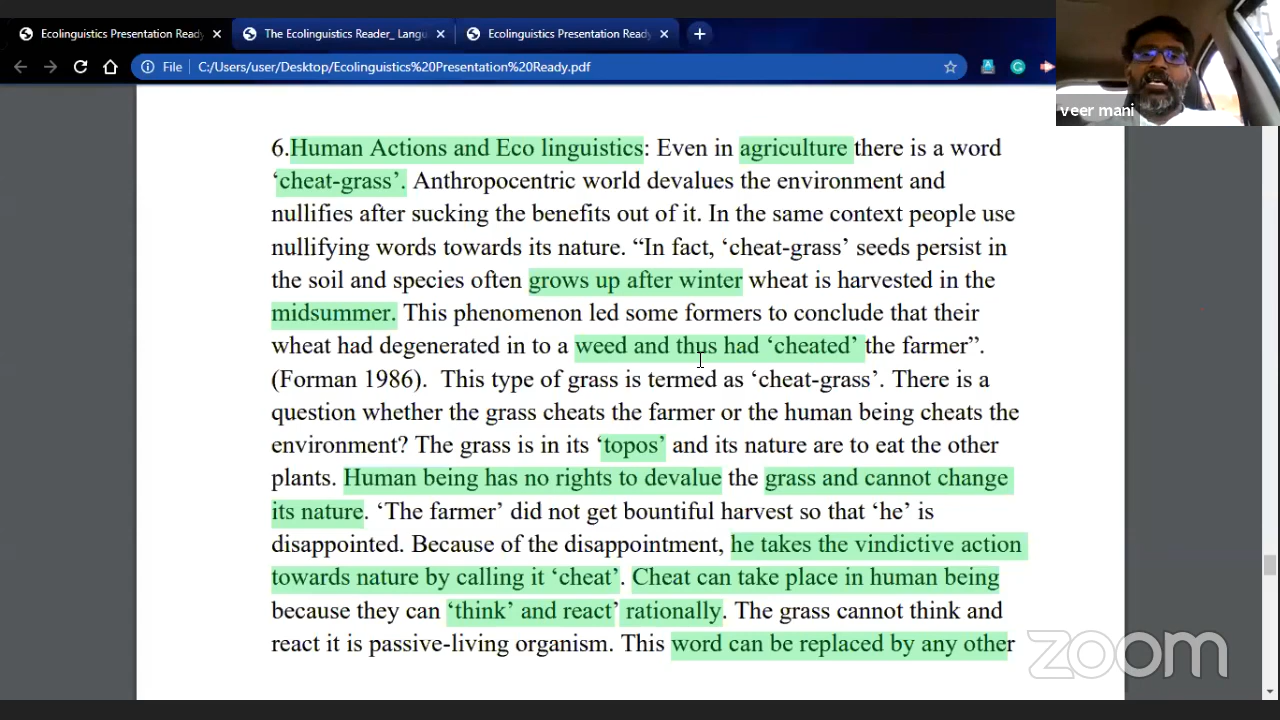 Ecolinguistics Presentation Ready
The Ecolinguistics Reader_ Langu
Ecolinguistics Presentation Ready
File C:/Users/user/Desktop/Ecolinguistics%20Presentation%20Ready.pdf
veer mani
6.Human Actions and Eco linguistics: Even in agriculture there is a word
‘cheat-grass’. Anthropocentric world devalues the environment and
nullifies after sucking the benefits out of it. In the same context people use
nullifying words towards its nature. “In fact, ‘cheat-grass’ seeds persist in
the soil and species often grows up after winter wheat is harvested in the
midsummer. This phenomenon led some formers to conclude that their
wheat had degenerated in to a weed and thus had ‘cheated’ the farmer”.
(Forman 1986). This type of grass is termed as ‘cheat-grass’. There is a
question whether the grass cheats the farmer or the human being cheats the
environment? The grass is in its ‘topos’ and its nature are to eat the other
plants. Human being has no rights to devalue the grass and cannot change
its nature. ‘The farmer’ did not get bountiful harvest so that ‘he’ is
disappointed. Because of the disappointment, he takes the vindictive action
towards nature by calling it ‘cheat’. Cheat can take place in human being
because they can ‘think’ and react’ rationally. The grass cannot think and
react it is passive-living organism. This word can be replaced by any other
zoom